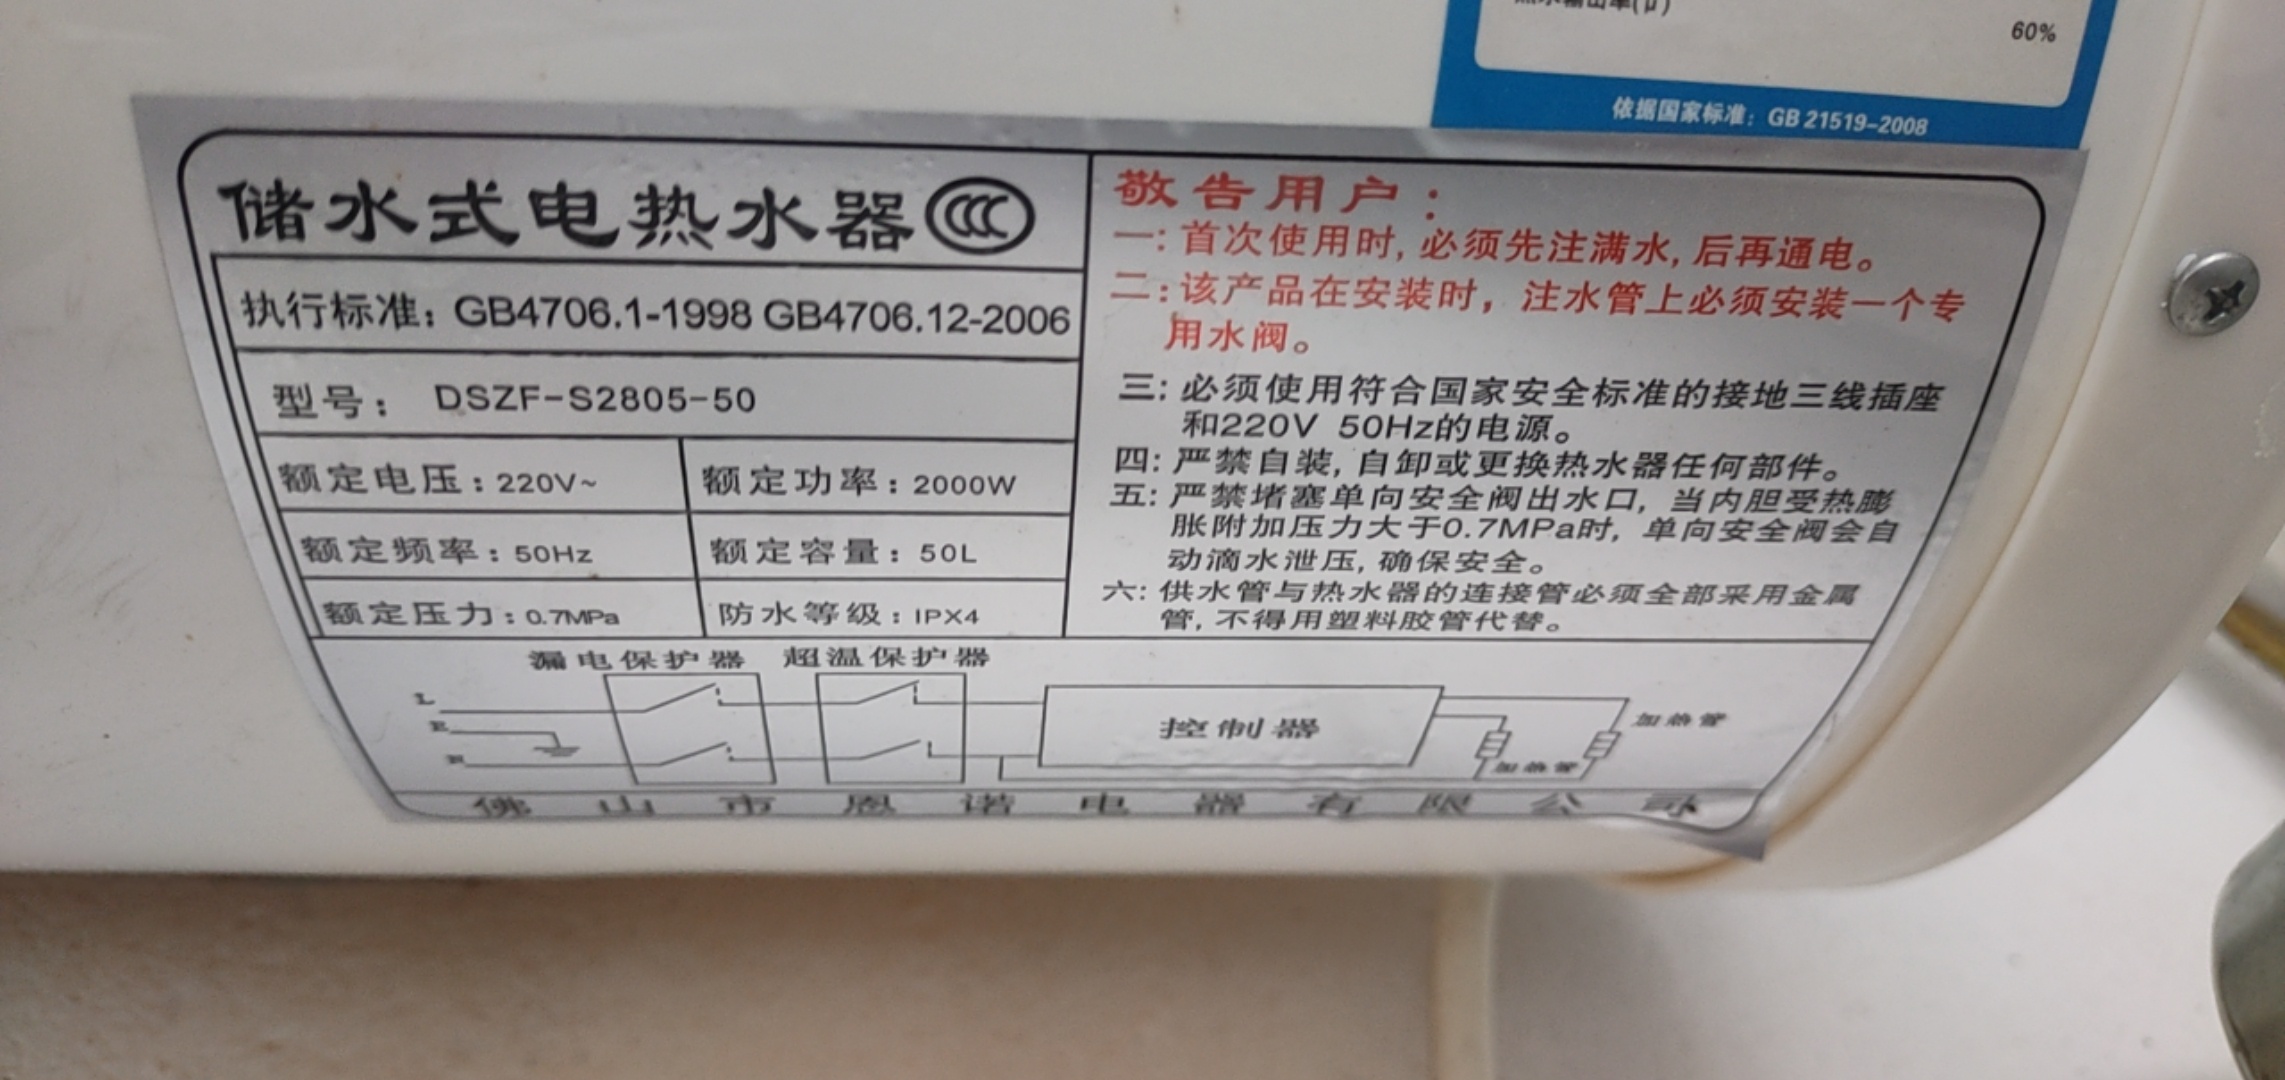 60%
依据国家标准：GB 21519-2008
储水式电热水器
执行标准：GB4706.1-1998 GB4706.12-2006
型号： DSZF-S2805-50
额定电压：220V~ 额定功率：2000W
额定频率：50Hz 额定容量：50L
额定压力：0.7MPa 防水等级：IPX4
敬告用户：
一：首次使用时，必须先注满水，后再通电。
二：该产品在安装时，注水管上必须安装一个专
用水阀。
三：必须使用符合国家安全标准的接地三线插座
和220V 50Hz的电源。
四：严禁自装，自卸或更换热水器任何部件。
五：严禁堵塞单向安全阀出水口，当内胆受热膨
胀附加压力大于0.7MPa时，单向安全阀会自
动滴水泄压，确保安全。
六：供水管与热水器的连接管必须全部采用金属
管，不得用塑料胶管代替。
漏电保护器 超温保护器
L
E
控制器
加热管
加热管
佛山市恩诺电器有限公司